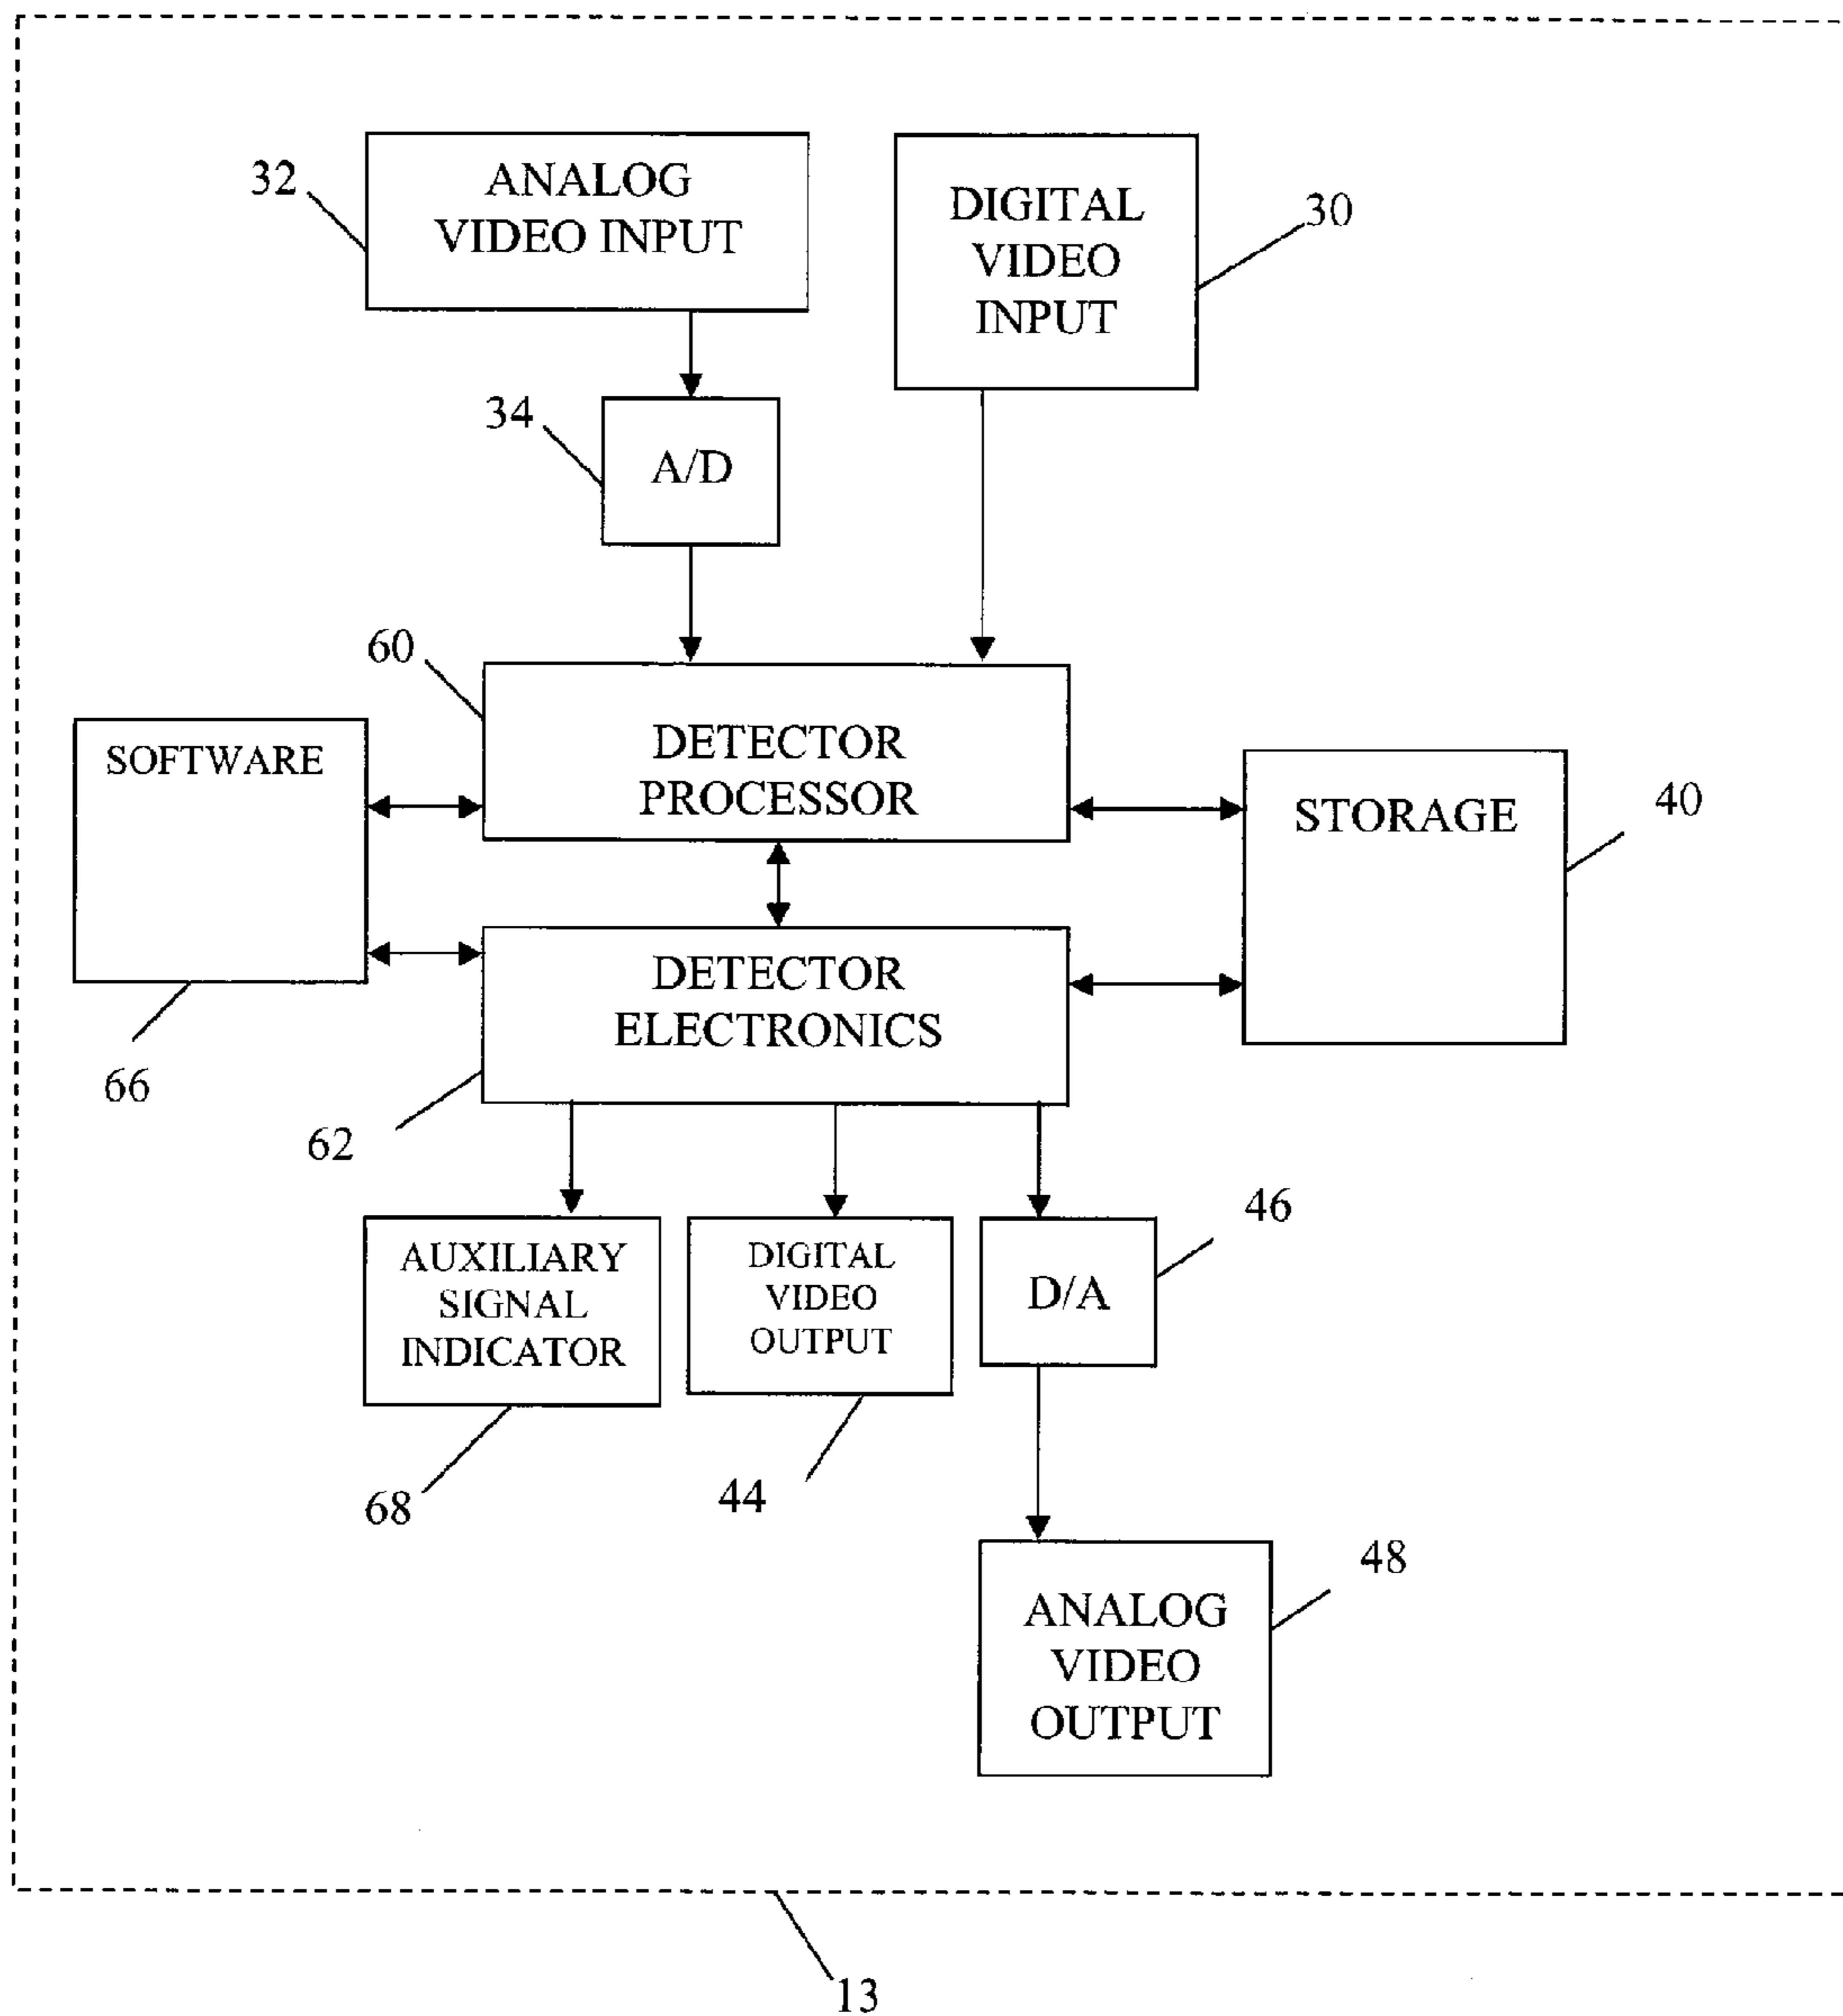 32
ANALOG
VIDEO INPUT
DIGITAL
VIDEO
INPUT
30
34
A/D
60
DETECTOR
PROCESSOR
SOFTWARE
66
STORAGE
40
DETECTOR
ELECTRONICS
62
AUXILIARY
SIGNAL
INDICATOR
68
DIGITAL
VIDEO
OUTPUT
44
D/A
46
ANALOG
VIDEO
OUTPUT
48
13